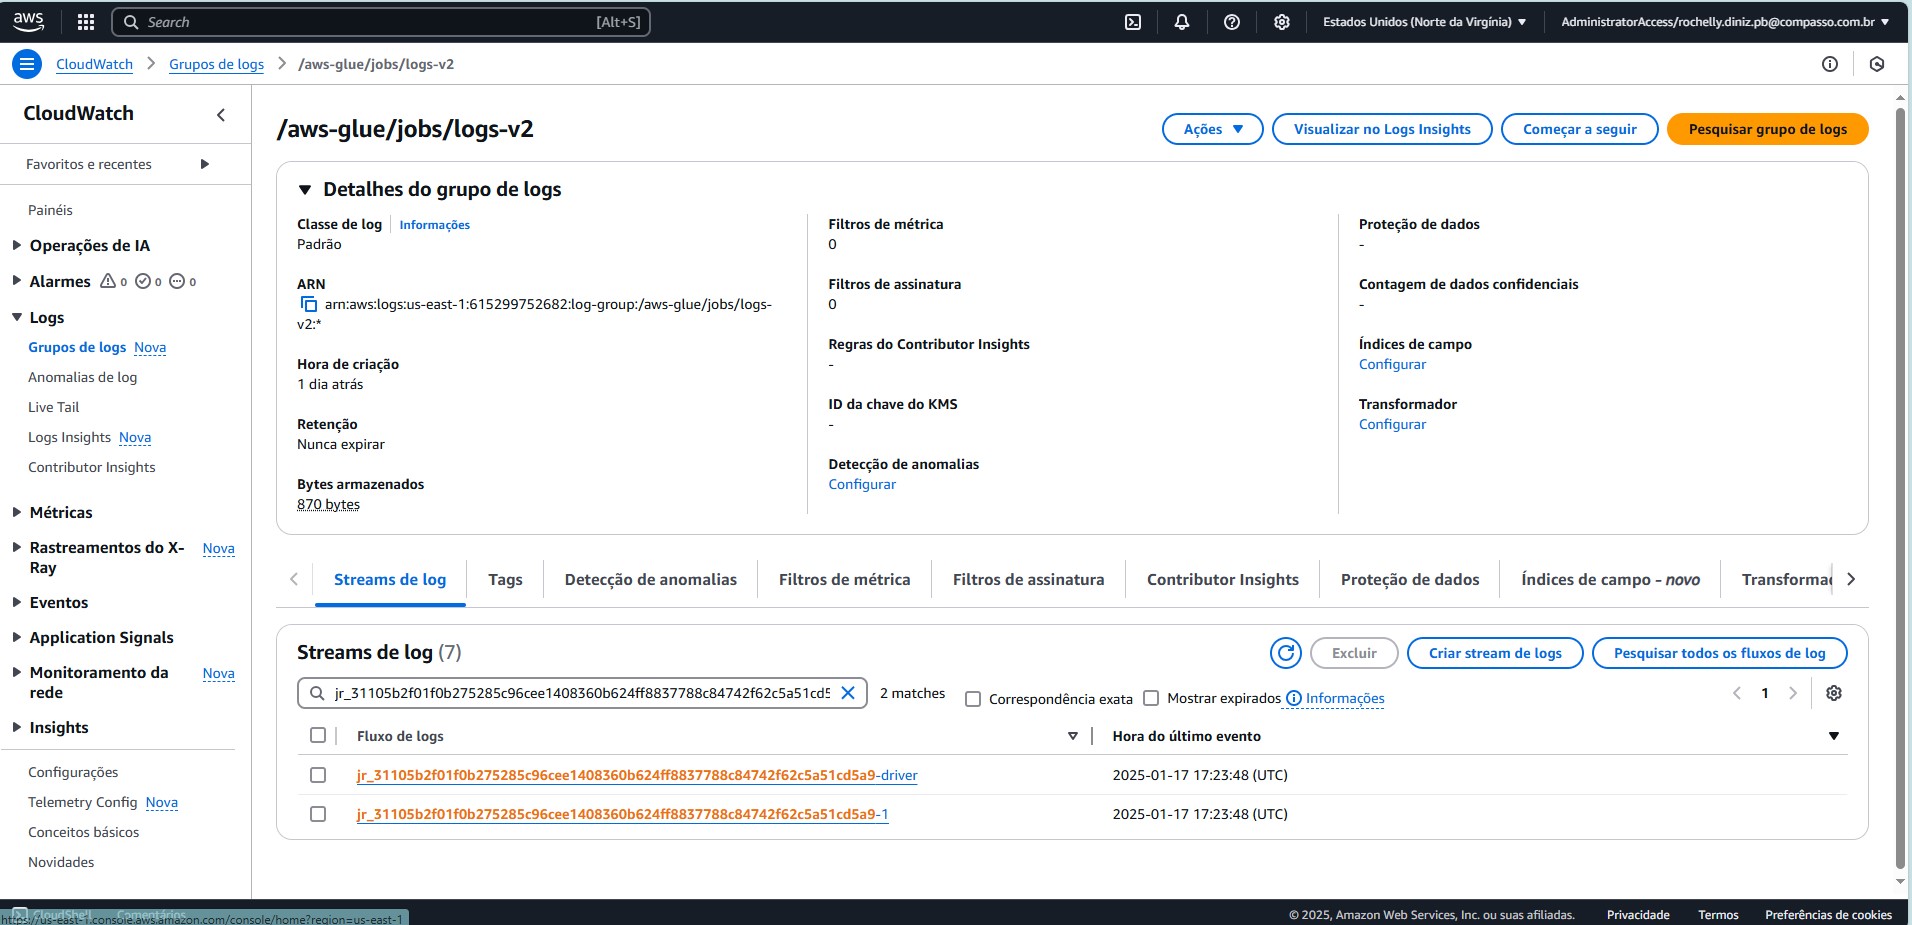 aws
Search
[Alt+S]
Estados Unidos (Norte da Virgínia)
AdministratorAccess/rochelly.diniz.pb@compasso.com.br
CloudWatch
Grupos de logs
/aws-glue/jobs/logs-v2
CloudWatch
Favoritos e recentes
Painéis
Operações de IA
Alarmes 0 0 0
Logs
Grupos de logs Nova
Anomalias de log
Live Tail
Logs Insights Nova
Contributor Insights
Métricas
Rastreamentos do X- Nova
Ray
Eventos
Application Signals
Monitoramento da Nova
rede
Insights
Configurações
Telemetry Config Nova
Conceitos básicos
Novidades
/aws-glue/jobs/logs-v2
Ações
Visualizar no Logs Insights
Começar a seguir
Pesquisar grupo de logs
Detalhes do grupo de logs
Classe de log Informações
Padrão
ARN
arn:aws:logs:us-east-1:615299752682:log-group:/aws-glue/jobs/logs-
v2:*
Hora de criação
1 dia atrás
Retenção
Nunca expirar
Bytes armazenados
870 bytes
Filtros de métrica
0
Filtros de assinatura
0
Regras do Contributor Insights
-
ID da chave do KMS
-
Detecção de anomalias
Configurar
Proteção de dados
-
Contagem de dados confidenciais
-
Índices de campo
Configurar
Transformador
Configurar
Streams de log
Tags
Detecção de anomalias
Filtros de métrica
Filtros de assinatura
Contributor Insights
Proteção de dados
Índices de campo - novo
Transformad
Streams de log (7)
Excluir
Criar stream de logs
Pesquisar todos os fluxos de log
jr_31105b2f01f0b275285c96cee1408360b624ff8837788c84742f62c5a51cd5
2 matches
Correspondência exata
Mostrar expirados
Informações
1
Fluxo de logs
Hora do último evento
jr_31105b2f01f0b275285c96cee1408360b624ff8837788c84742f62c5a51cd5a9-driver
2025-01-17 17:23:48 (UTC)
jr_31105b2f01f0b275285c96cee1408360b624ff8837788c84742f62c5a51cd5a9-1
2025-01-17 17:23:48 (UTC)
CloudShell
Comentários
https://us-east-1.console.aws.amazon.com/console/home?region=us-east-1
© 2025, Amazon Web Services, Inc. ou suas afiliadas.
Privacidade
Termos
Preferências de cookies